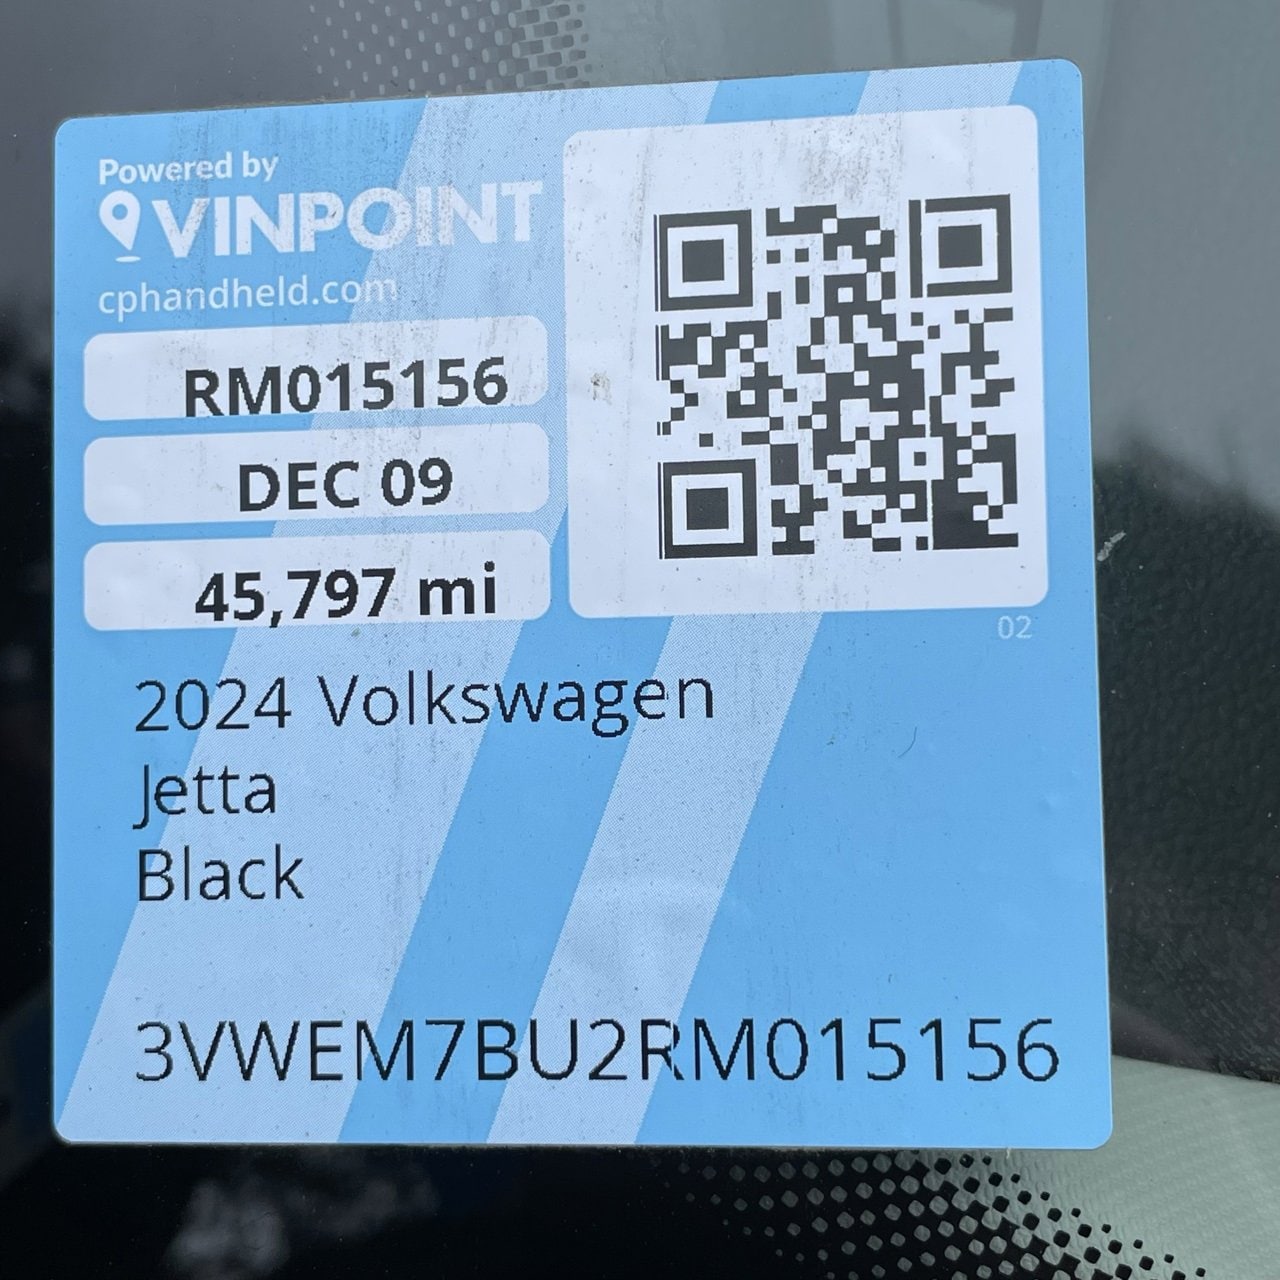 Powered by
VINPOINT
cphandheld.com
RM015156
DEC 09
45,797 mi
02
2024 Volkswagen
Jetta
Black
3VWEM7BU2RM015156